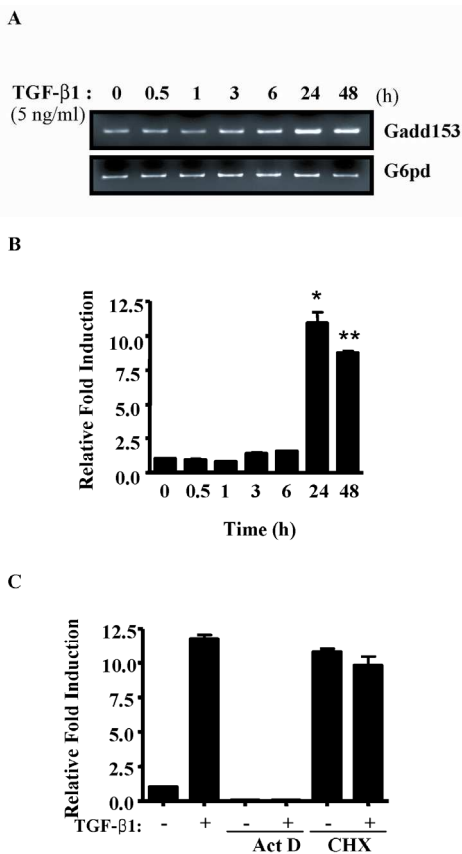 A
TGF-β1 : 0 0.5 1 3 6 24 48 (h)
(5 ng/ml)
Gadd153
G6pd
B
Relative Fold Induction
12.5
10.0
7.5
5.0
2.5
0.0
* **
0 0.5 1 3 6 24 48
Time (h)
C
Relative Fold Induction
12.5
10.0
7.5
5.0
2.5
0.0
TGF-β1: - + - + - +
Act D CHX